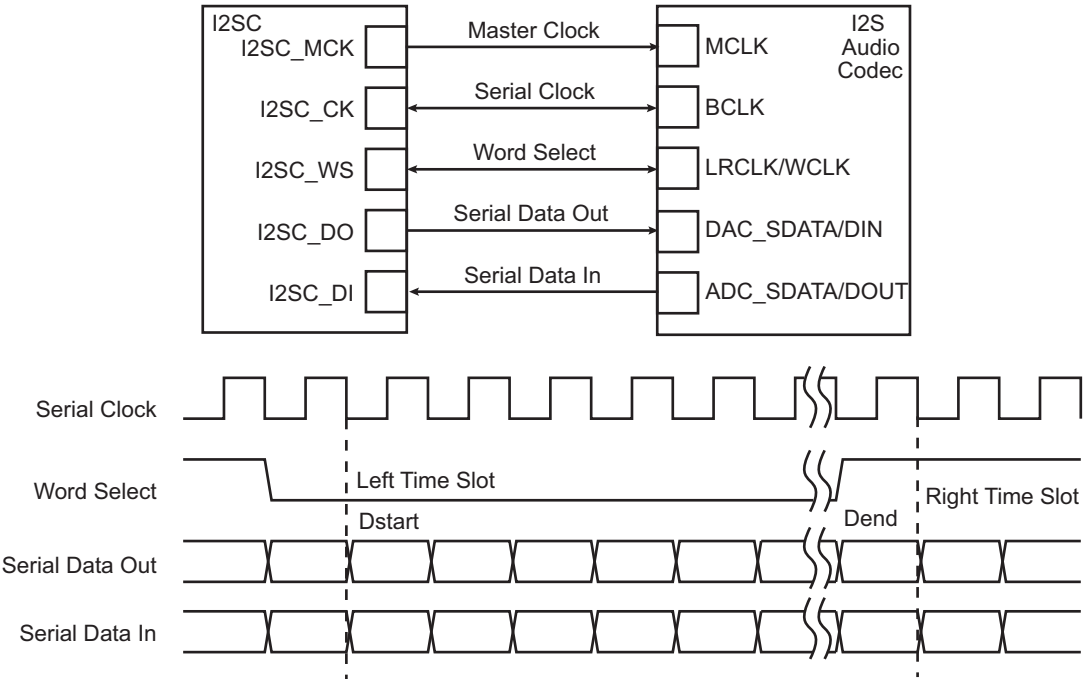 I2SC
I2SC_MCK
Master Clock
MCLK
I2S
Audio
Codec
I2SC_CK
Serial Clock
BCLK
I2SC_WS
Word Select
LRCLK/WCLK
I2SC_DO
Serial Data Out
DAC_SDATA/DIN
I2SC_DI
Serial Data In
ADC_SDATA/DOUT
Serial Clock
Word Select
Left Time Slot
Right Time Slot
Dstart
Dend
Serial Data Out
Serial Data In